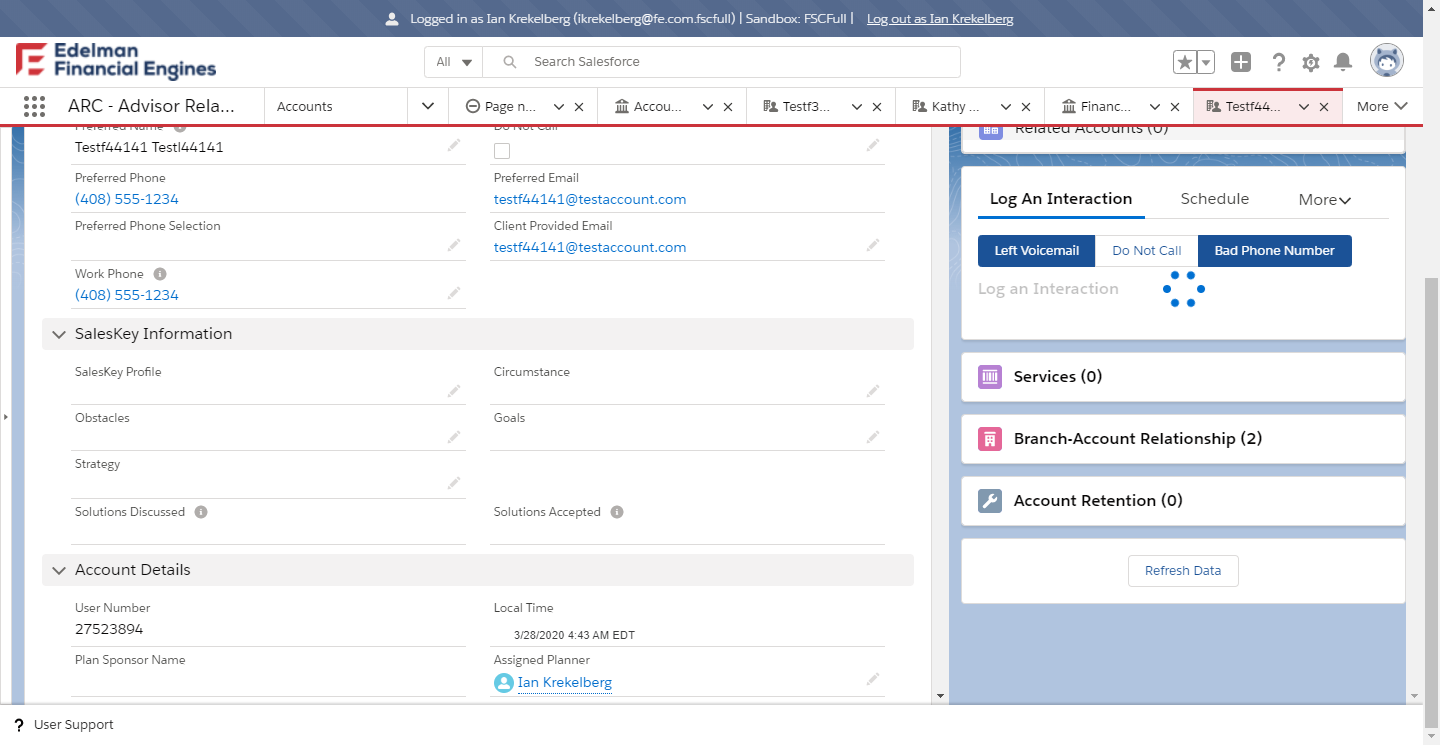 Logged in as Ian Krekelberg (ikrekelberg@fe.com.fscfull) | Sandbox: FSCFull | Log out as Ian Krekelberg
Edelman
Financial Engines
All
Search Salesforce
ARC - Advisor Rela...
Accounts
Page n...
Accou...
Testf3...
Kathy ...
Financ...
Testf44...
More
Preferred Name
Do Not Call
Testf44141 Testl44141
Preferred Phone
(408) 555-1234
Preferred Email
testf44141@testaccount.com
Preferred Phone Selection
Client Provided Email
testf44141@testaccount.com
Work Phone
(408) 555-1234
SalesKey Information
SalesKey Profile
Circumstance
Obstacles
Goals
Strategy
Solutions Discussed
Solutions Accepted
Account Details
User Number
27523894
Local Time
3/28/2020 4:43 AM EDT
Plan Sponsor Name
Assigned Planner
Ian Krekelberg
Related Accounts (0)
Log An Interaction
Schedule
More
Left Voicemail
Do Not Call
Bad Phone Number
Log an Interaction
Services (0)
Branch-Account Relationship (2)
Account Retention (0)
Refresh Data
? User Support